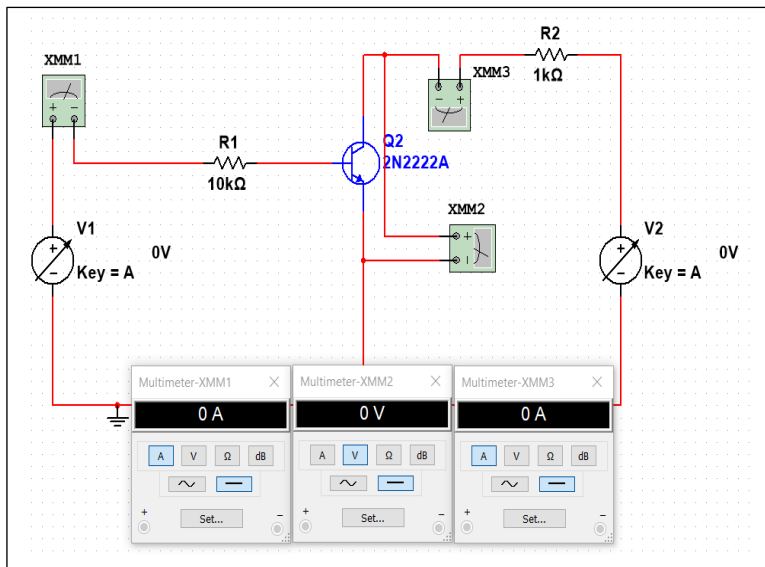 XMM1
R2
1kΩ
XMM3
R1
10kΩ
Q2
2N2222A
XMM2
V1
0V
Key = A
V2
0V
Key = A
Multimeter-XMM1
0 A
A V Ω dB
Set...
+ -
Multimeter-XMM2
0 V
A V Ω dB
Set...
+ -
Multimeter-XMM3
0 A
A V Ω dB
Set...
+ -